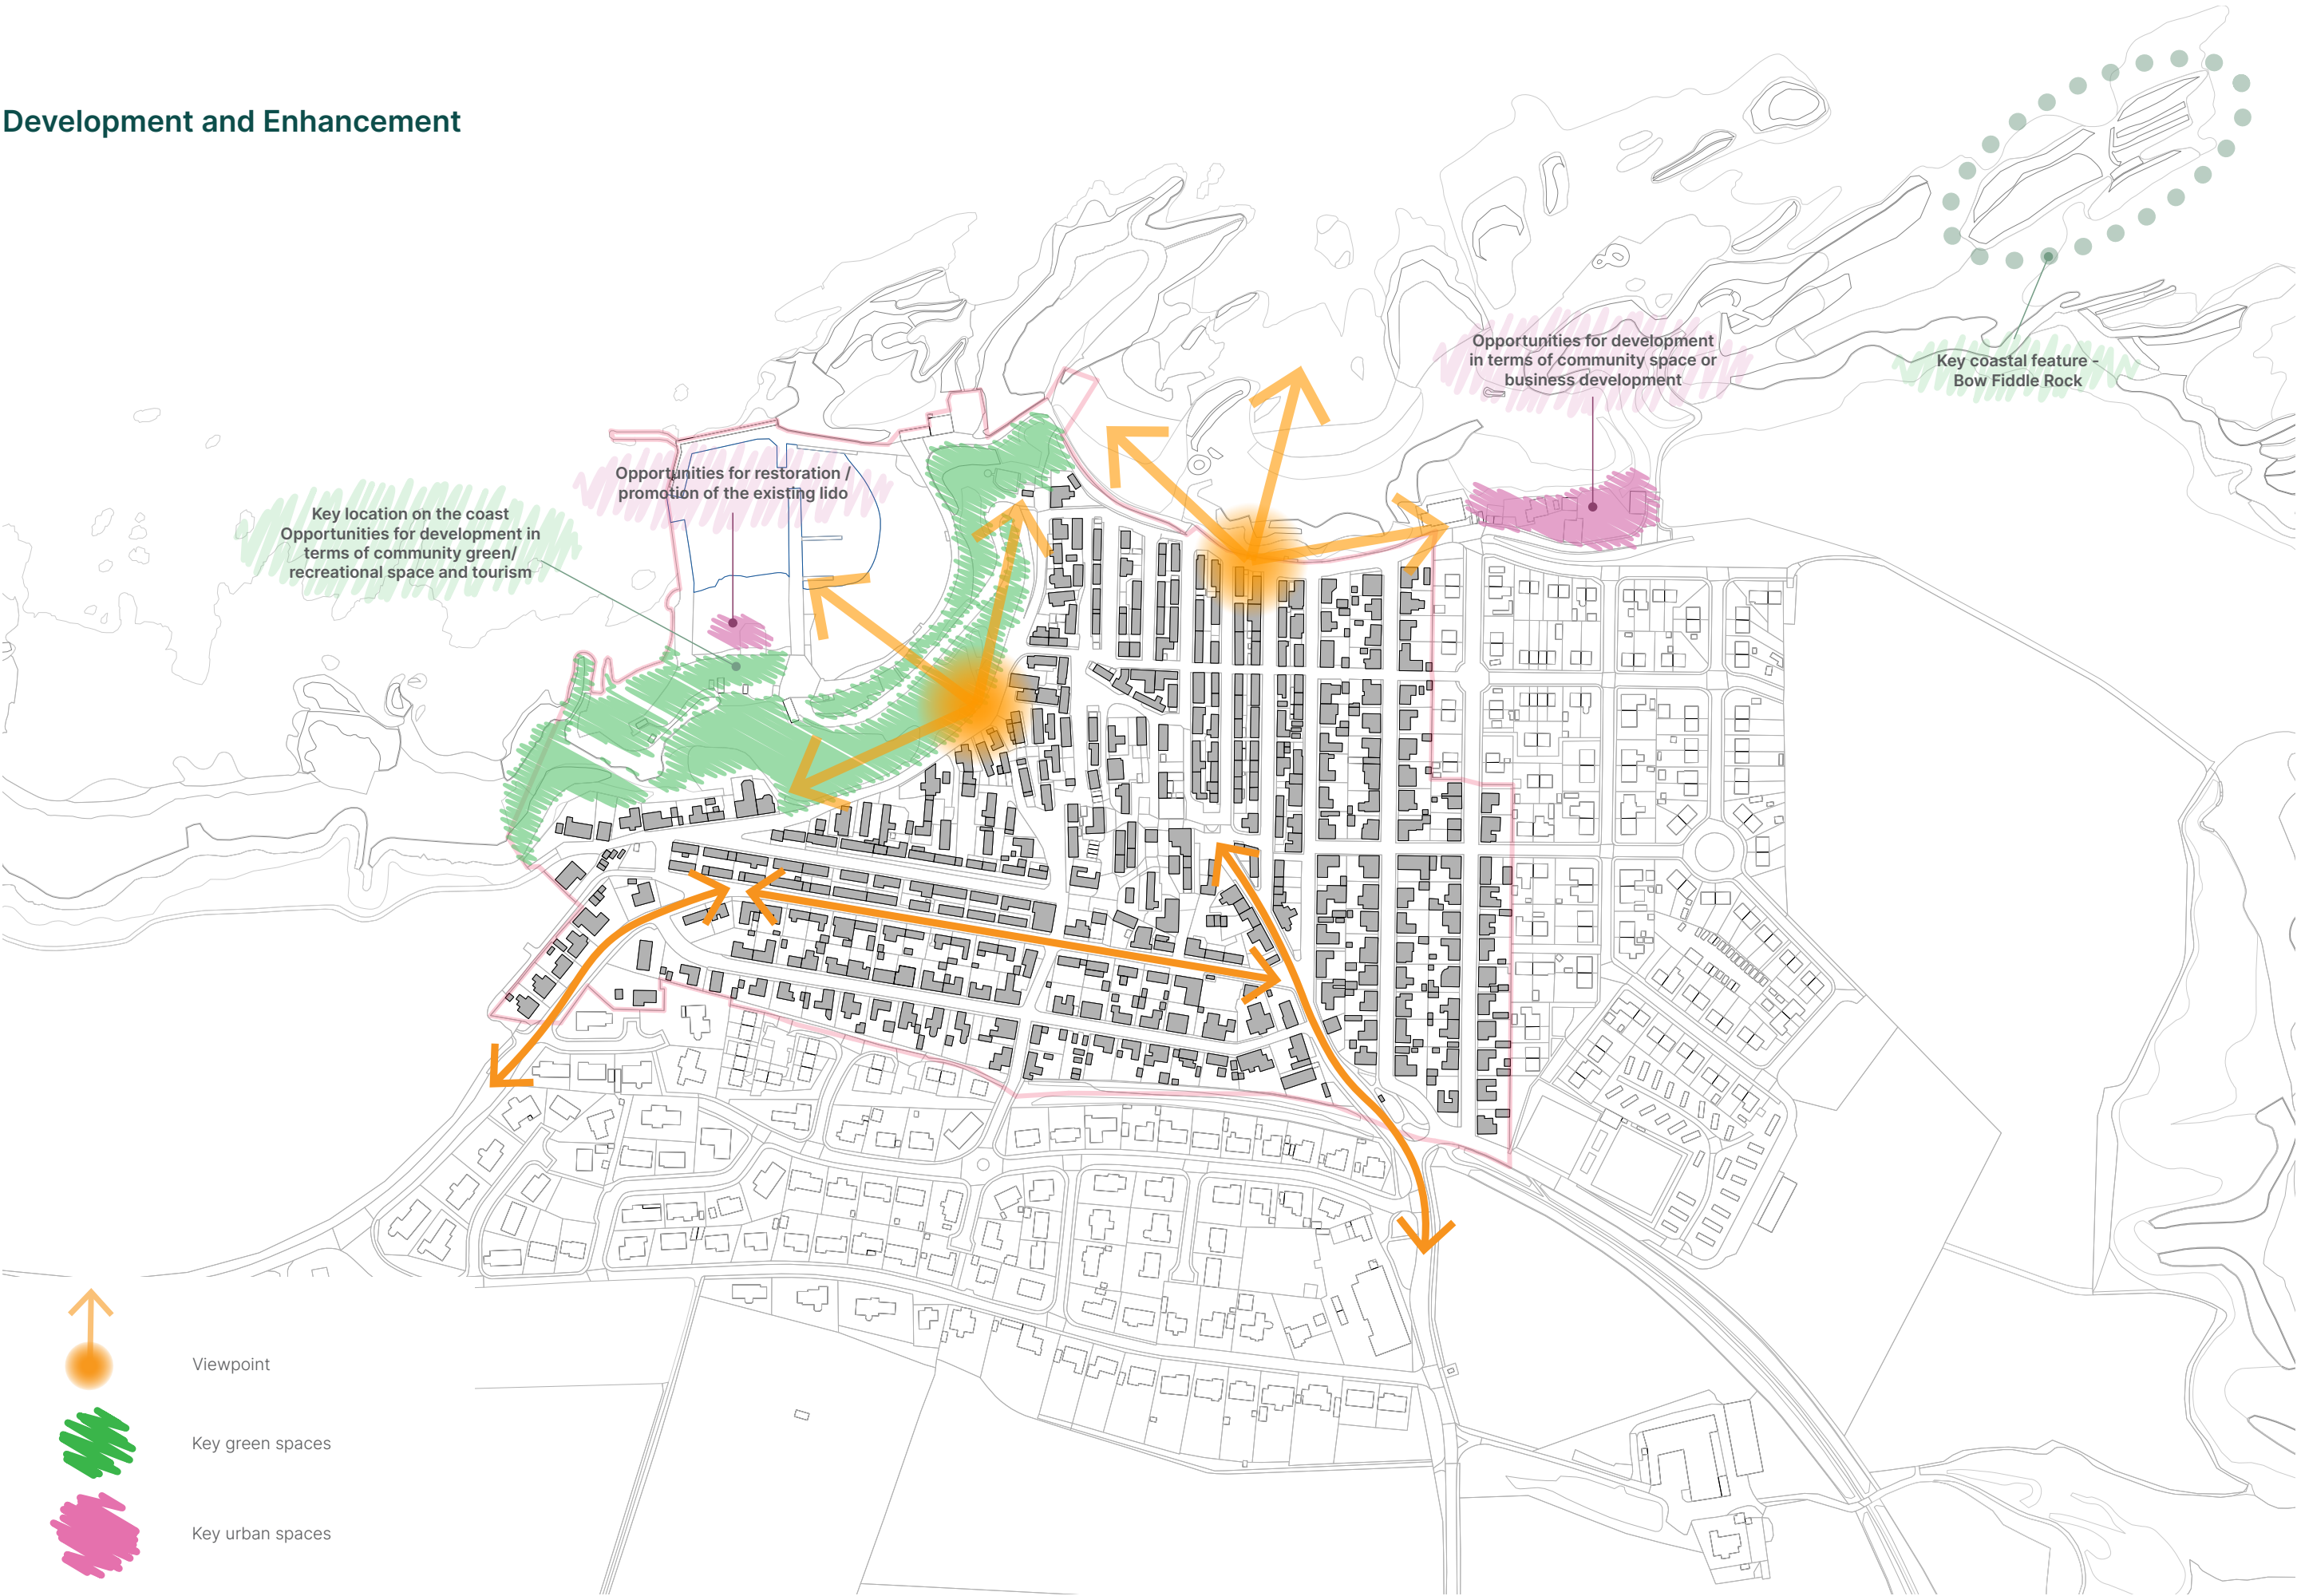 Development and Enhancement
Opportunities for development
in terms of community space or
business development
Key coastal feature -
Bow Fiddle Rock
Opportunities for restoration /
promotion of the existing lido
Key location on the coast
Opportunities for development in
terms of community green/
recreational space and tourism
Viewpoint
Key green spaces
Key urban spaces